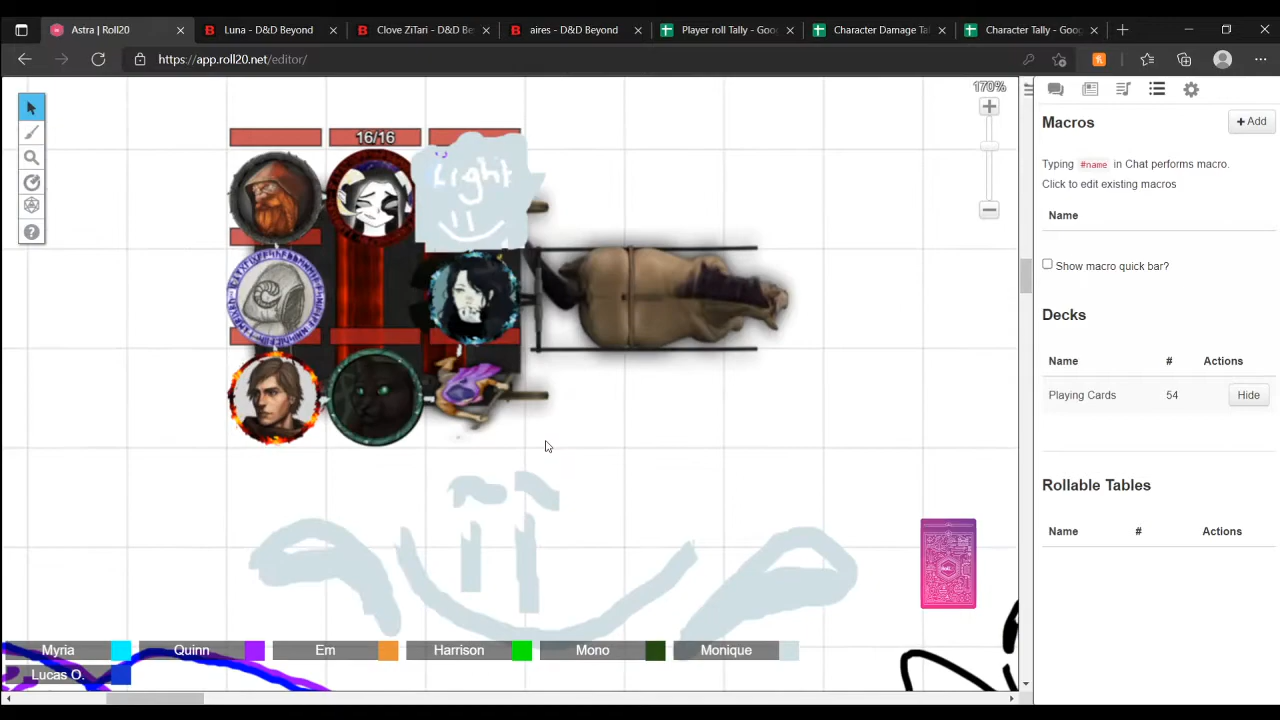 Astra | Roll20
Luna - D&D Beyond
Clove ZiTari - D&D Be
aires - D&D Beyond
Player roll Tally - Goo
Character Damage Ta
Character Tally - Goog
https://app.roll20.net/editor/
170%
16/16
Light
Macros
+ Add
Typing #name in Chat performs macro.
Click to edit existing macros
Name
Show macro quick bar?
Decks
Name # Actions
Playing Cards 54 Hide
Rollable Tables
Name # Actions
Myria Quinn Em Harrison Mono Monique
Lucas O.